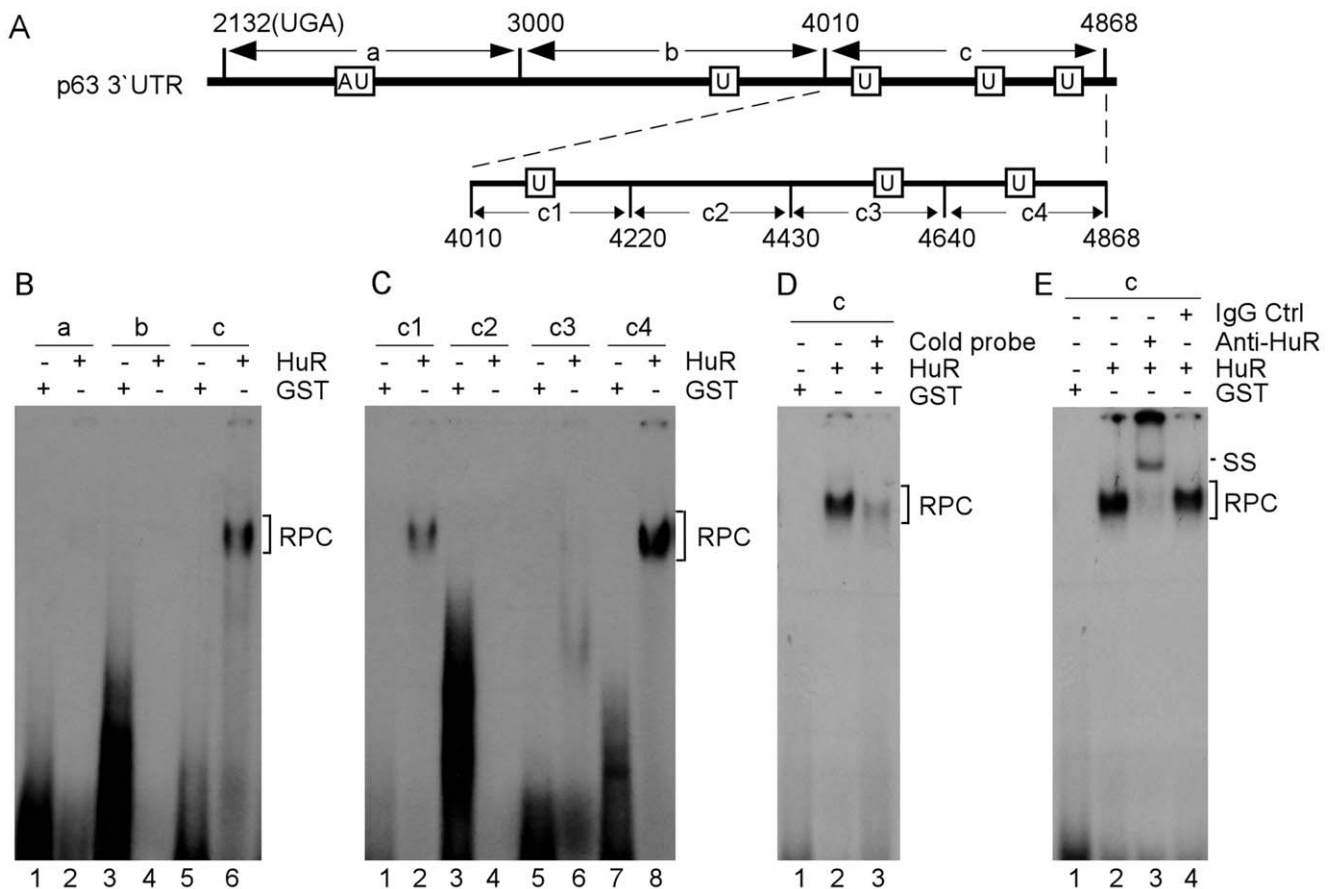 A
2132(UGA) 3000 4010 4868
a b c
p63 3`UTR
AU U U U U
U U U
c1 c2 c3 c4
4010 4220 4430 4640 4868
B
a b c
- + - + - + HuR
+ - + - + - GST
RPC
1 2 3 4 5 6
C
c1 c2 c3 c4
- + - + - + - + HuR
+ - + - + - + - GST
RPC
1 2 3 4 5 6 7 8
D
c
- - + Cold probe
- + + HuR
+ - - GST
RPC
1 2 3
E
c
- - - + IgG Ctrl
- - + - Anti-HuR
- + + + HuR
+ - - - GST
SS
RPC
1 2 3 4